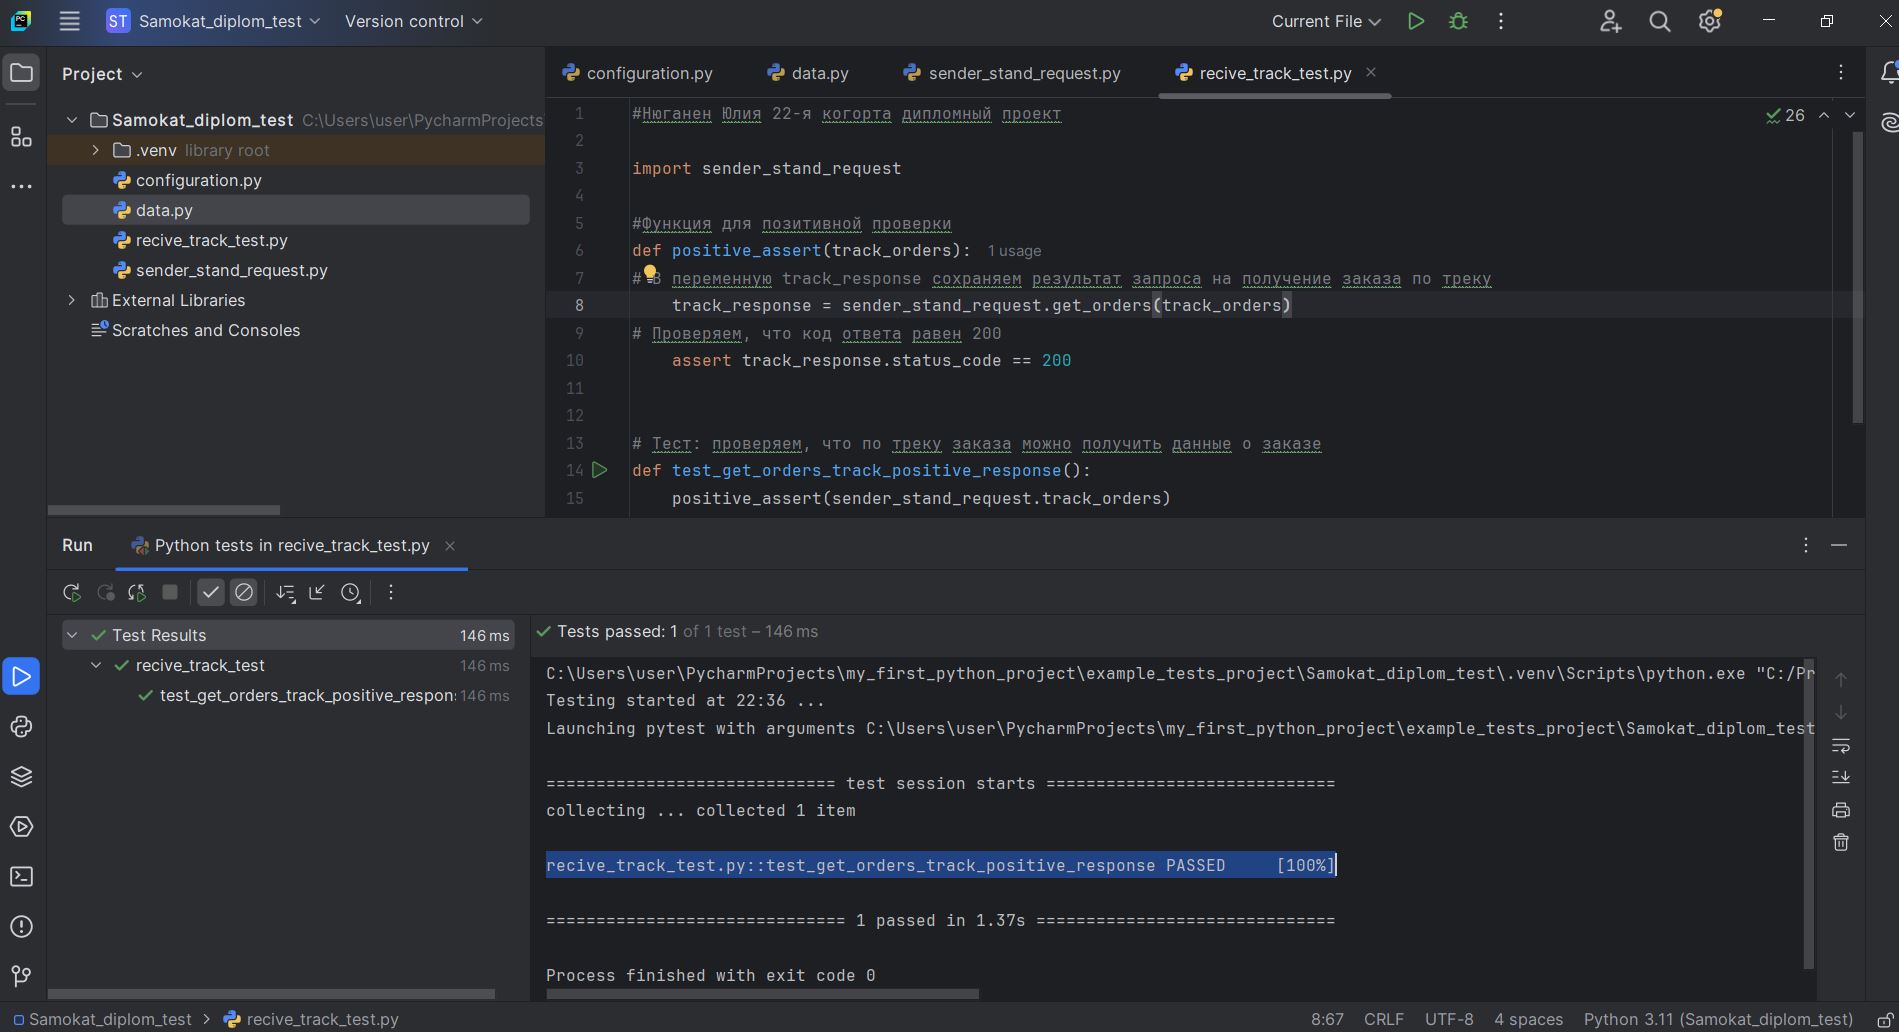 ST Samokat_diplom_test Version control Current File
Project
configuration.py data.py sender_stand_request.py recive_track_test.py
Samokat_diplom_test C:\Users\user\PycharmProjects
.venv library root
configuration.py
data.py
recive_track_test.py
sender_stand_request.py
External Libraries
Scratches and Consoles
26
1 #Нюганен Юлия 22-я когорта дипломный проект
2
3 import sender_stand_request
4
5 #Функция для позитивной проверки
6 def positive_assert(track_orders): 1 usage
7 # В переменную track_response сохраняем результат запроса на получение заказа по треку
8 track_response = sender_stand_request.get_orders(track_orders)
9 # Проверяем, что код ответа равен 200
10 assert track_response.status_code == 200
11
12
13 # Тест: проверяем, что по треку заказа можно получить данные о заказе
14 def test_get_orders_track_positive_response():
15 positive_assert(sender_stand_request.track_orders)
Run Python tests in recive_track_test.py
Test Results 146 ms
recive_track_test 146 ms
test_get_orders_track_positive_respon 146 ms
Tests passed: 1 of 1 test – 146 ms
C:\Users\user\PycharmProjects\my_first_python_project\example_tests_project\Samokat_diplom_test\.venv\Scripts\python.exe "C:/Pr
Testing started at 22:36 ...
Launching pytest with arguments C:\Users\user\PycharmProjects\my_first_python_project\example_tests_project\Samokat_diplom_test
============================= test session starts =============================
collecting ... collected 1 item
recive_track_test.py::test_get_orders_track_positive_response PASSED [100%]
============================== 1 passed in 1.37s ==============================
Process finished with exit code 0
Samokat_diplom_test > recive_track_test.py 8:67 CRLF UTF-8 4 spaces Python 3.11 (Samokat_diplom_test)